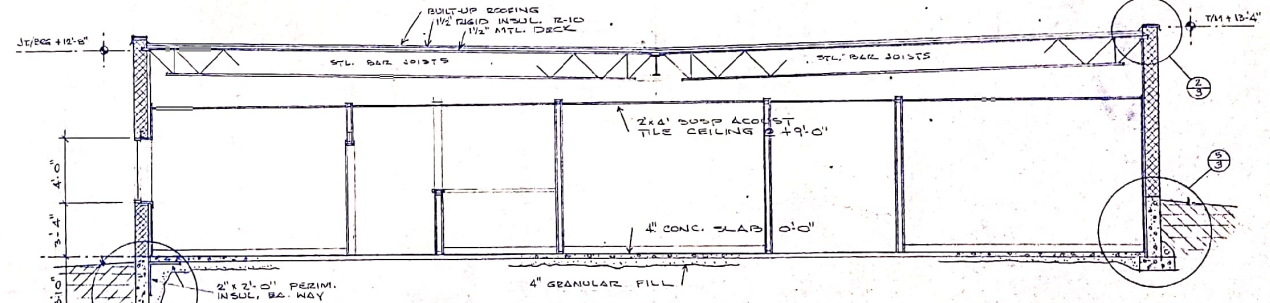 BUILT-UP ROOFING
1½" RIGID INSUL. R-10
1½" MTL. DECK
JT/BRG +12'-8"
T/M +13'-4"
STL. BAR JOISTS
STL. BAR JOISTS
2
3
2'x4' SUSP ACOUST
TILE CEILING @ +9'-0"
4'-0"
5
3
3'-4"
4" CONC. SLAB 0'-0"
2" x 2'-0" PERIM.
INSUL, EA. WAY
4" GRANULAR FILL